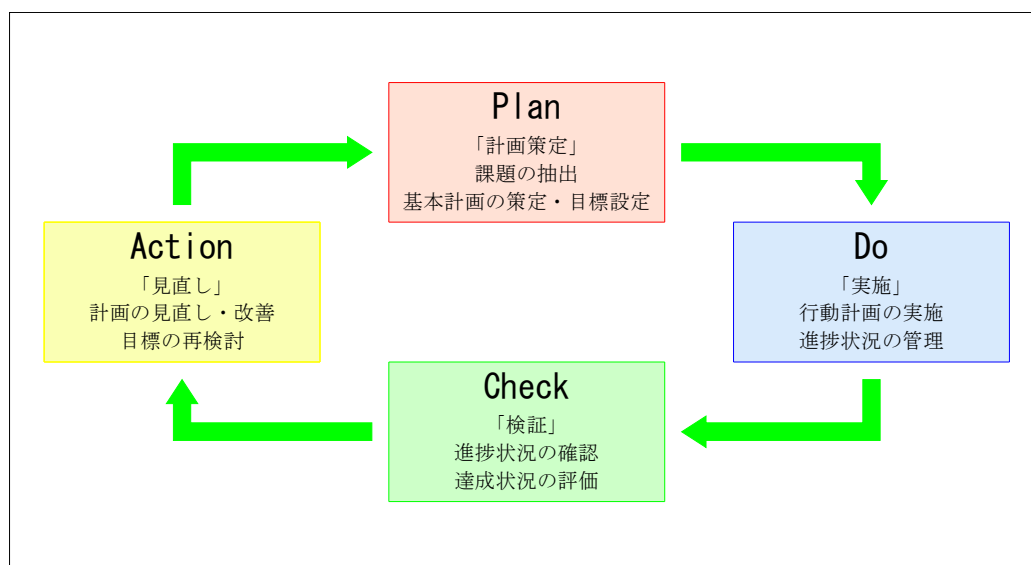 Plan
「計画策定」
課題の抽出
基本計画の策定・目標設定
Action
「見直し」
計画の見直し・改善
目標の再検討
Do
「実施」
行動計画の実施
進捗状況の管理
Check
「検証」
進捗状況の確認
達成状況の評価